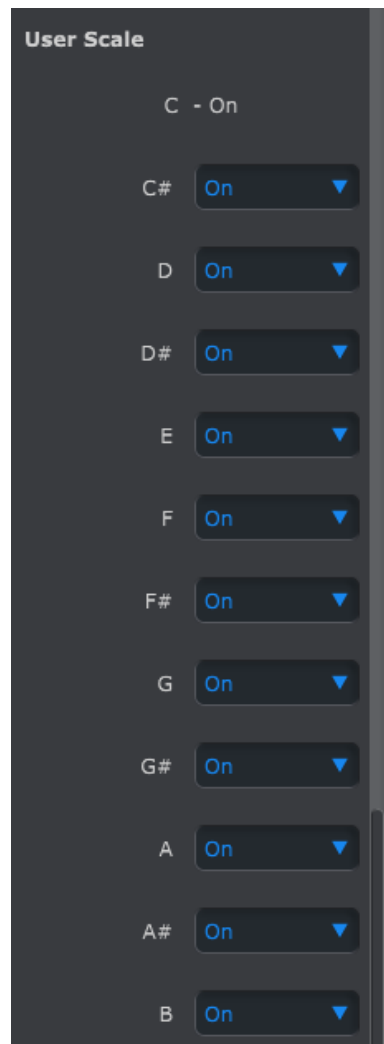 User Scale
C - On
C# On
D On
D# On
E On
F On
F# On
G On
G# On
A On
A# On
B On